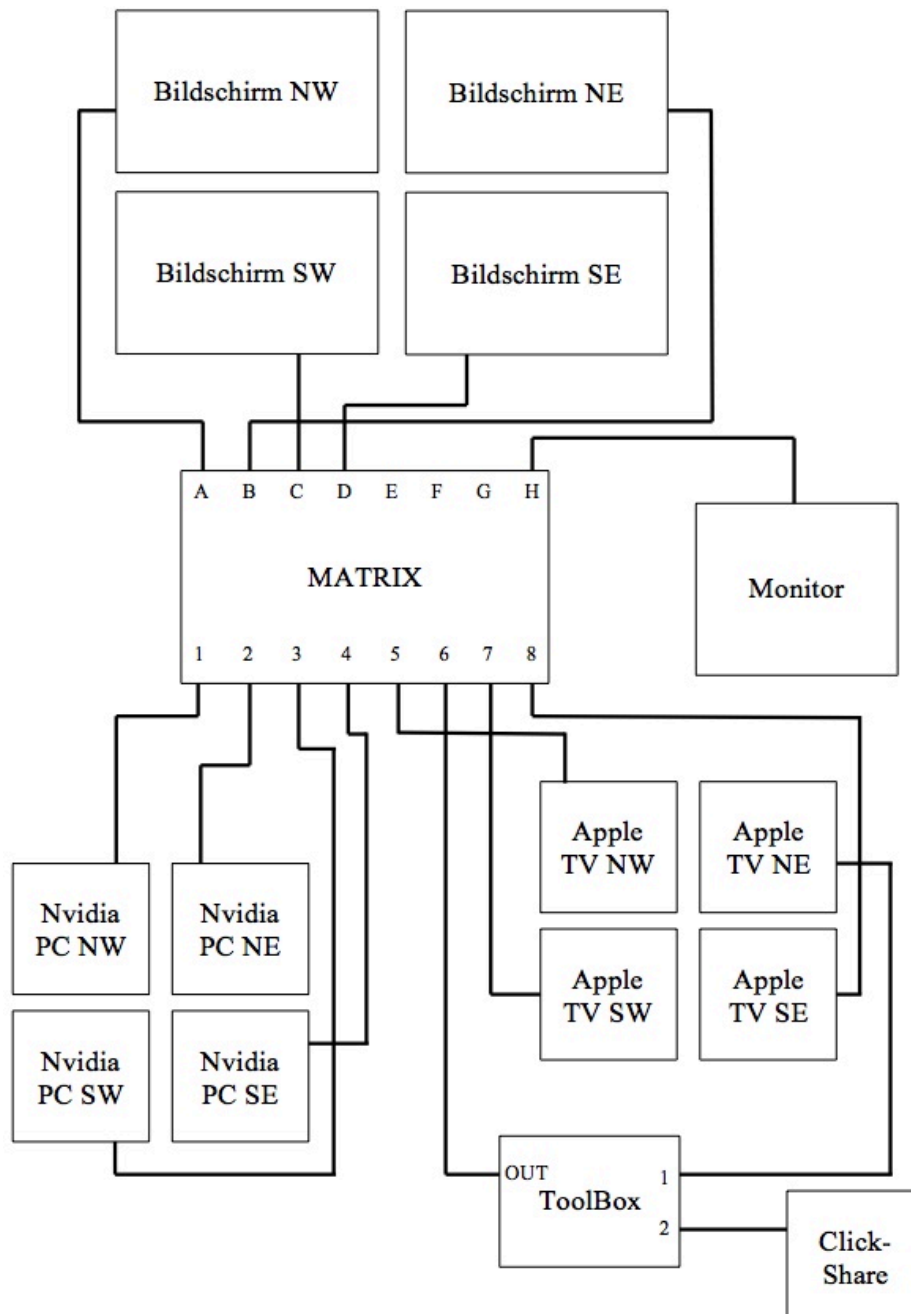 Bildschirm NW
Bildschirm NE
Bildschirm SW
Bildschirm SE
A B C D E F G H
MATRIX
1 2 3 4 5 6 7 8
Monitor
Apple
TV NW
Apple
TV NE
Nvidia
PC NW
Nvidia
PC NE
Apple
TV SW
Apple
TV SE
Nvidia
PC SW
Nvidia
PC SE
OUT
1
ToolBox
2
Click-
Share